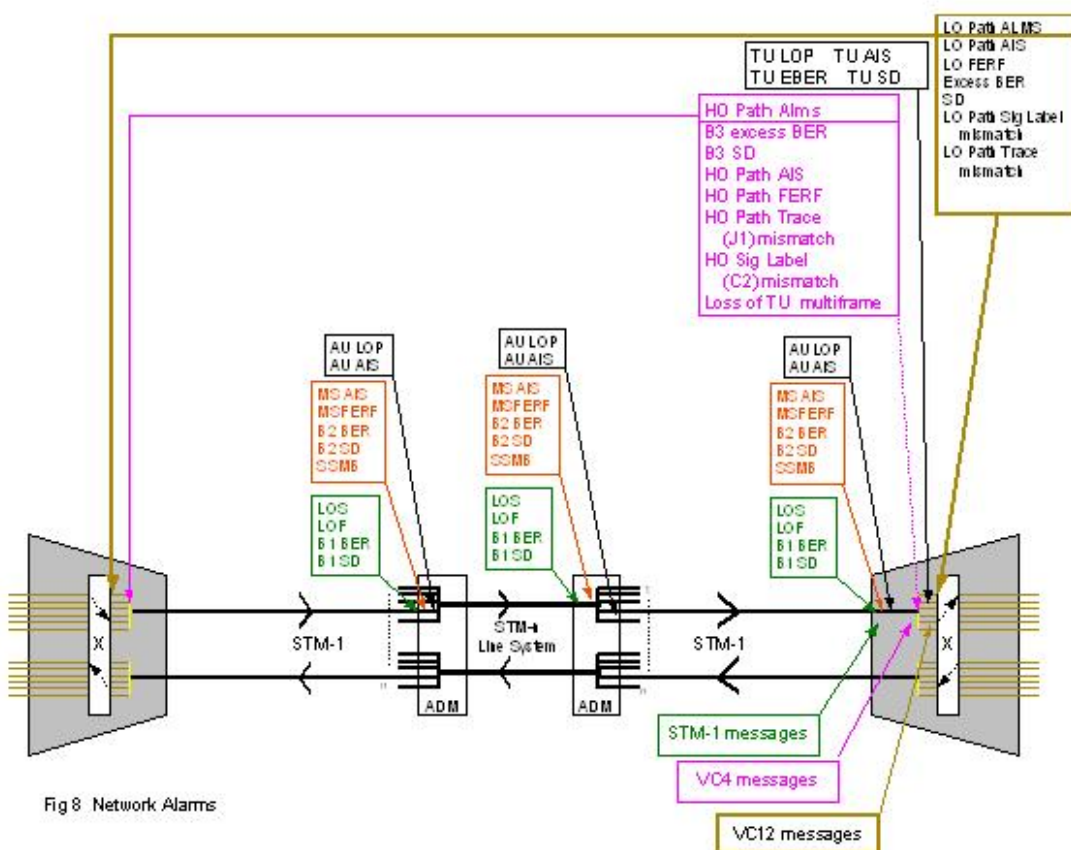 LO Path ALMS
LO Path AIS
LO FERF
Excess BER
SD
LO Path Sig Label
mismatch
LO Path Trace
mismatch
TU LOP TU AIS
TU EBER TU SD
HO Path Alms
B3 excess BER
B3 SD
HO Path AIS
HO Path FERF
HO Path Trace
(J1) mismatch
HO Sig Label
(C2) mismatch
Loss of TU multiframe
AU LOP
AU AIS
MS AIS
MSFERF
B2 BER
B2 SD
SSMB
LOS
LOF
B1 BER
B1 SD
AU LOP
AU AIS
MS AIS
MSFERF
B2 BER
B2 SD
SSMB
LOS
LOF
B1 BER
B1 SD
AU LOP
AU AIS
MS AIS
MSFERF
B2 BER
B2 SD
SSMB
LOS
LOF
B1 BER
B1 SD
X
STM-1
STM-n
Line System
STM-1
X
ADM
ADM
STM-1 messages
VC4 messages
VC12 messages
Fig 8 Network Alarms